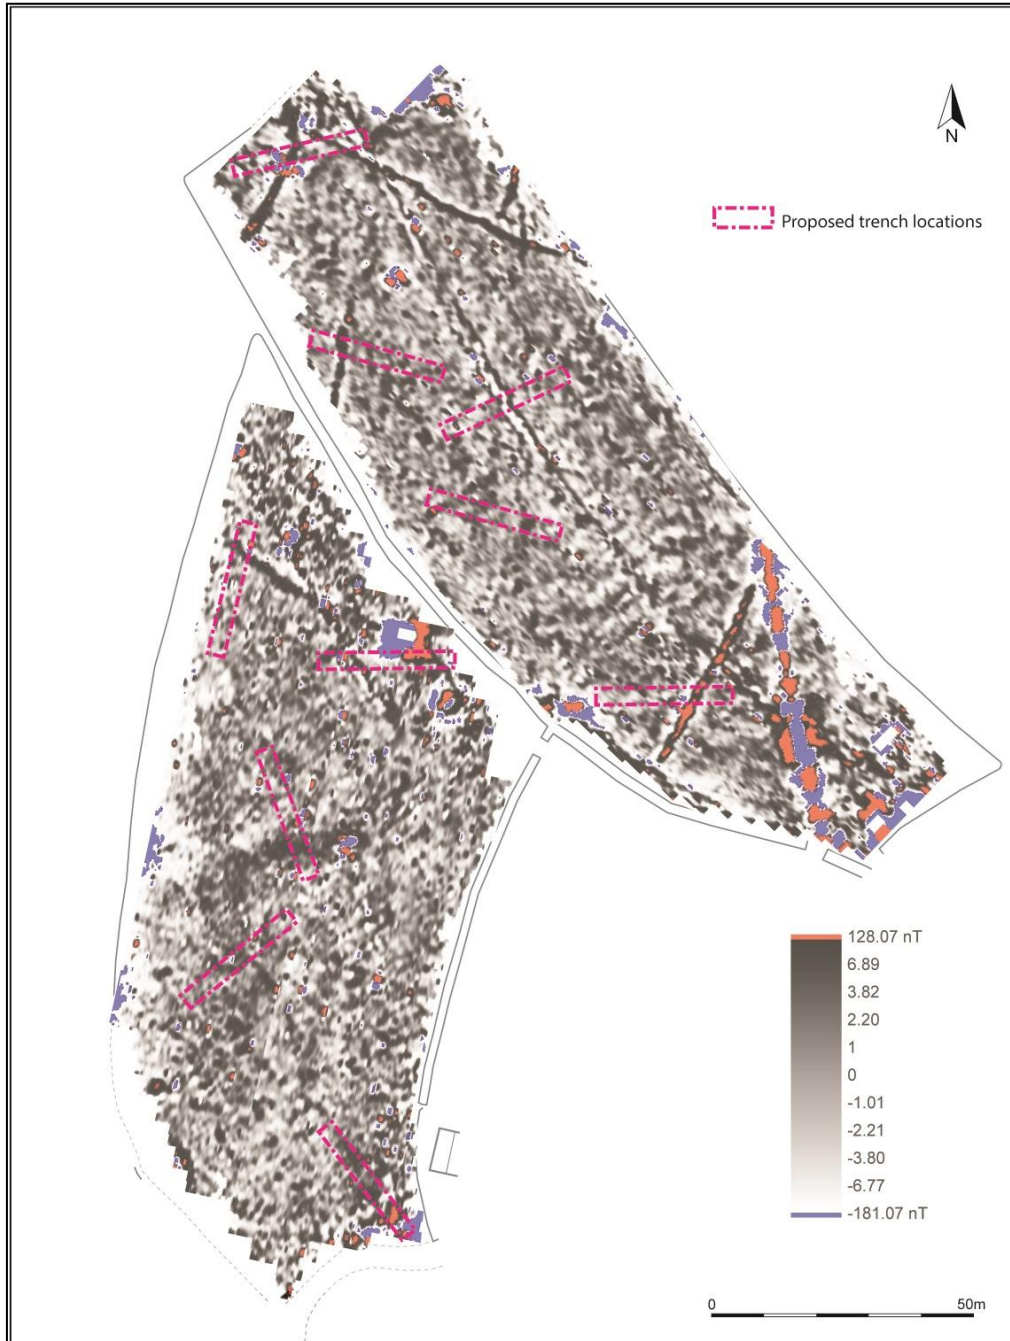 N
Proposed trench locations
128.07 nT
6.89
3.82
2.20
1
0
-1.01
-2.21
-3.80
-6.77
-181.07 nT
0 50m